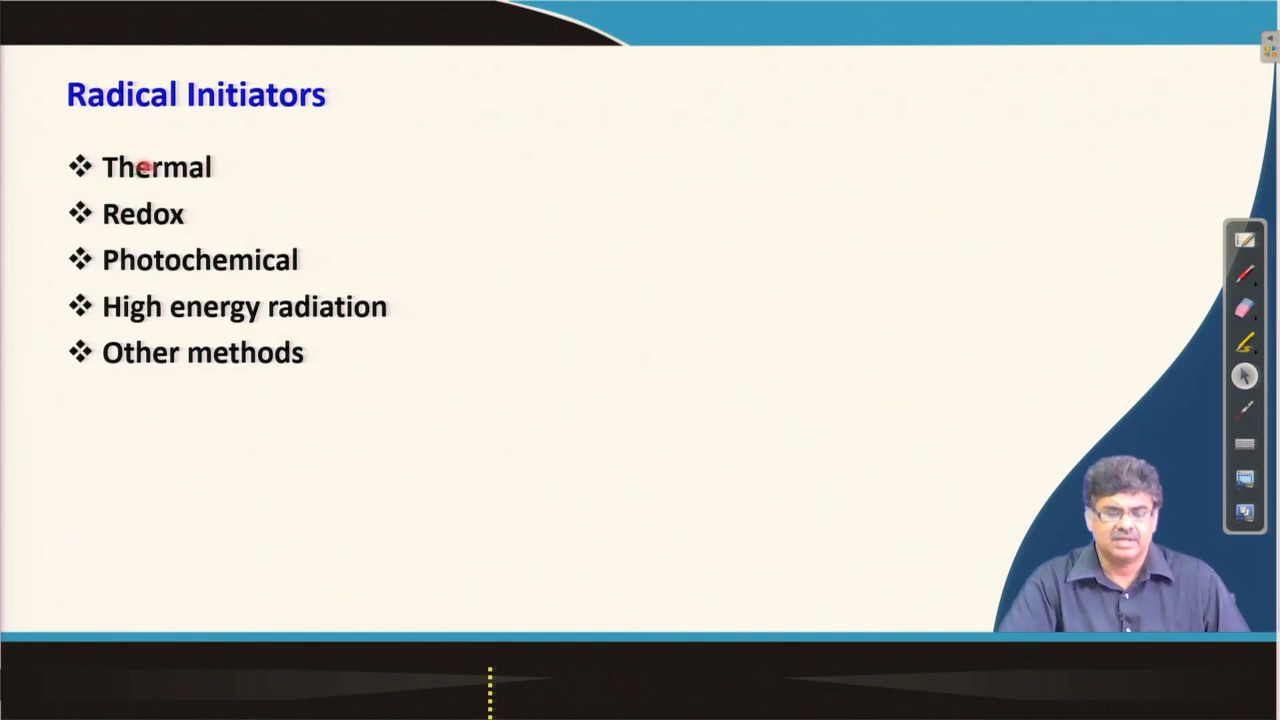 Radical Initiators
❖ Thermal
❖ Redox
❖ Photochemical
❖ High energy radiation
❖ Other methods